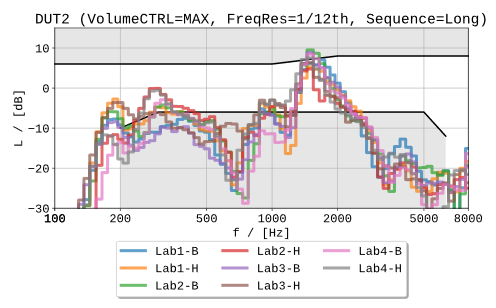 DUT2 (VolumeCTRL=MAX, FreqRes=1/12th, Sequence=Long)
10
0
-10
-20
-30
L / [dB]
100 200 500 1000 2000 5000 8000
f / [Hz]
Lab1-B Lab2-H Lab4-B
Lab1-H Lab3-B Lab4-H
Lab2-B Lab3-H